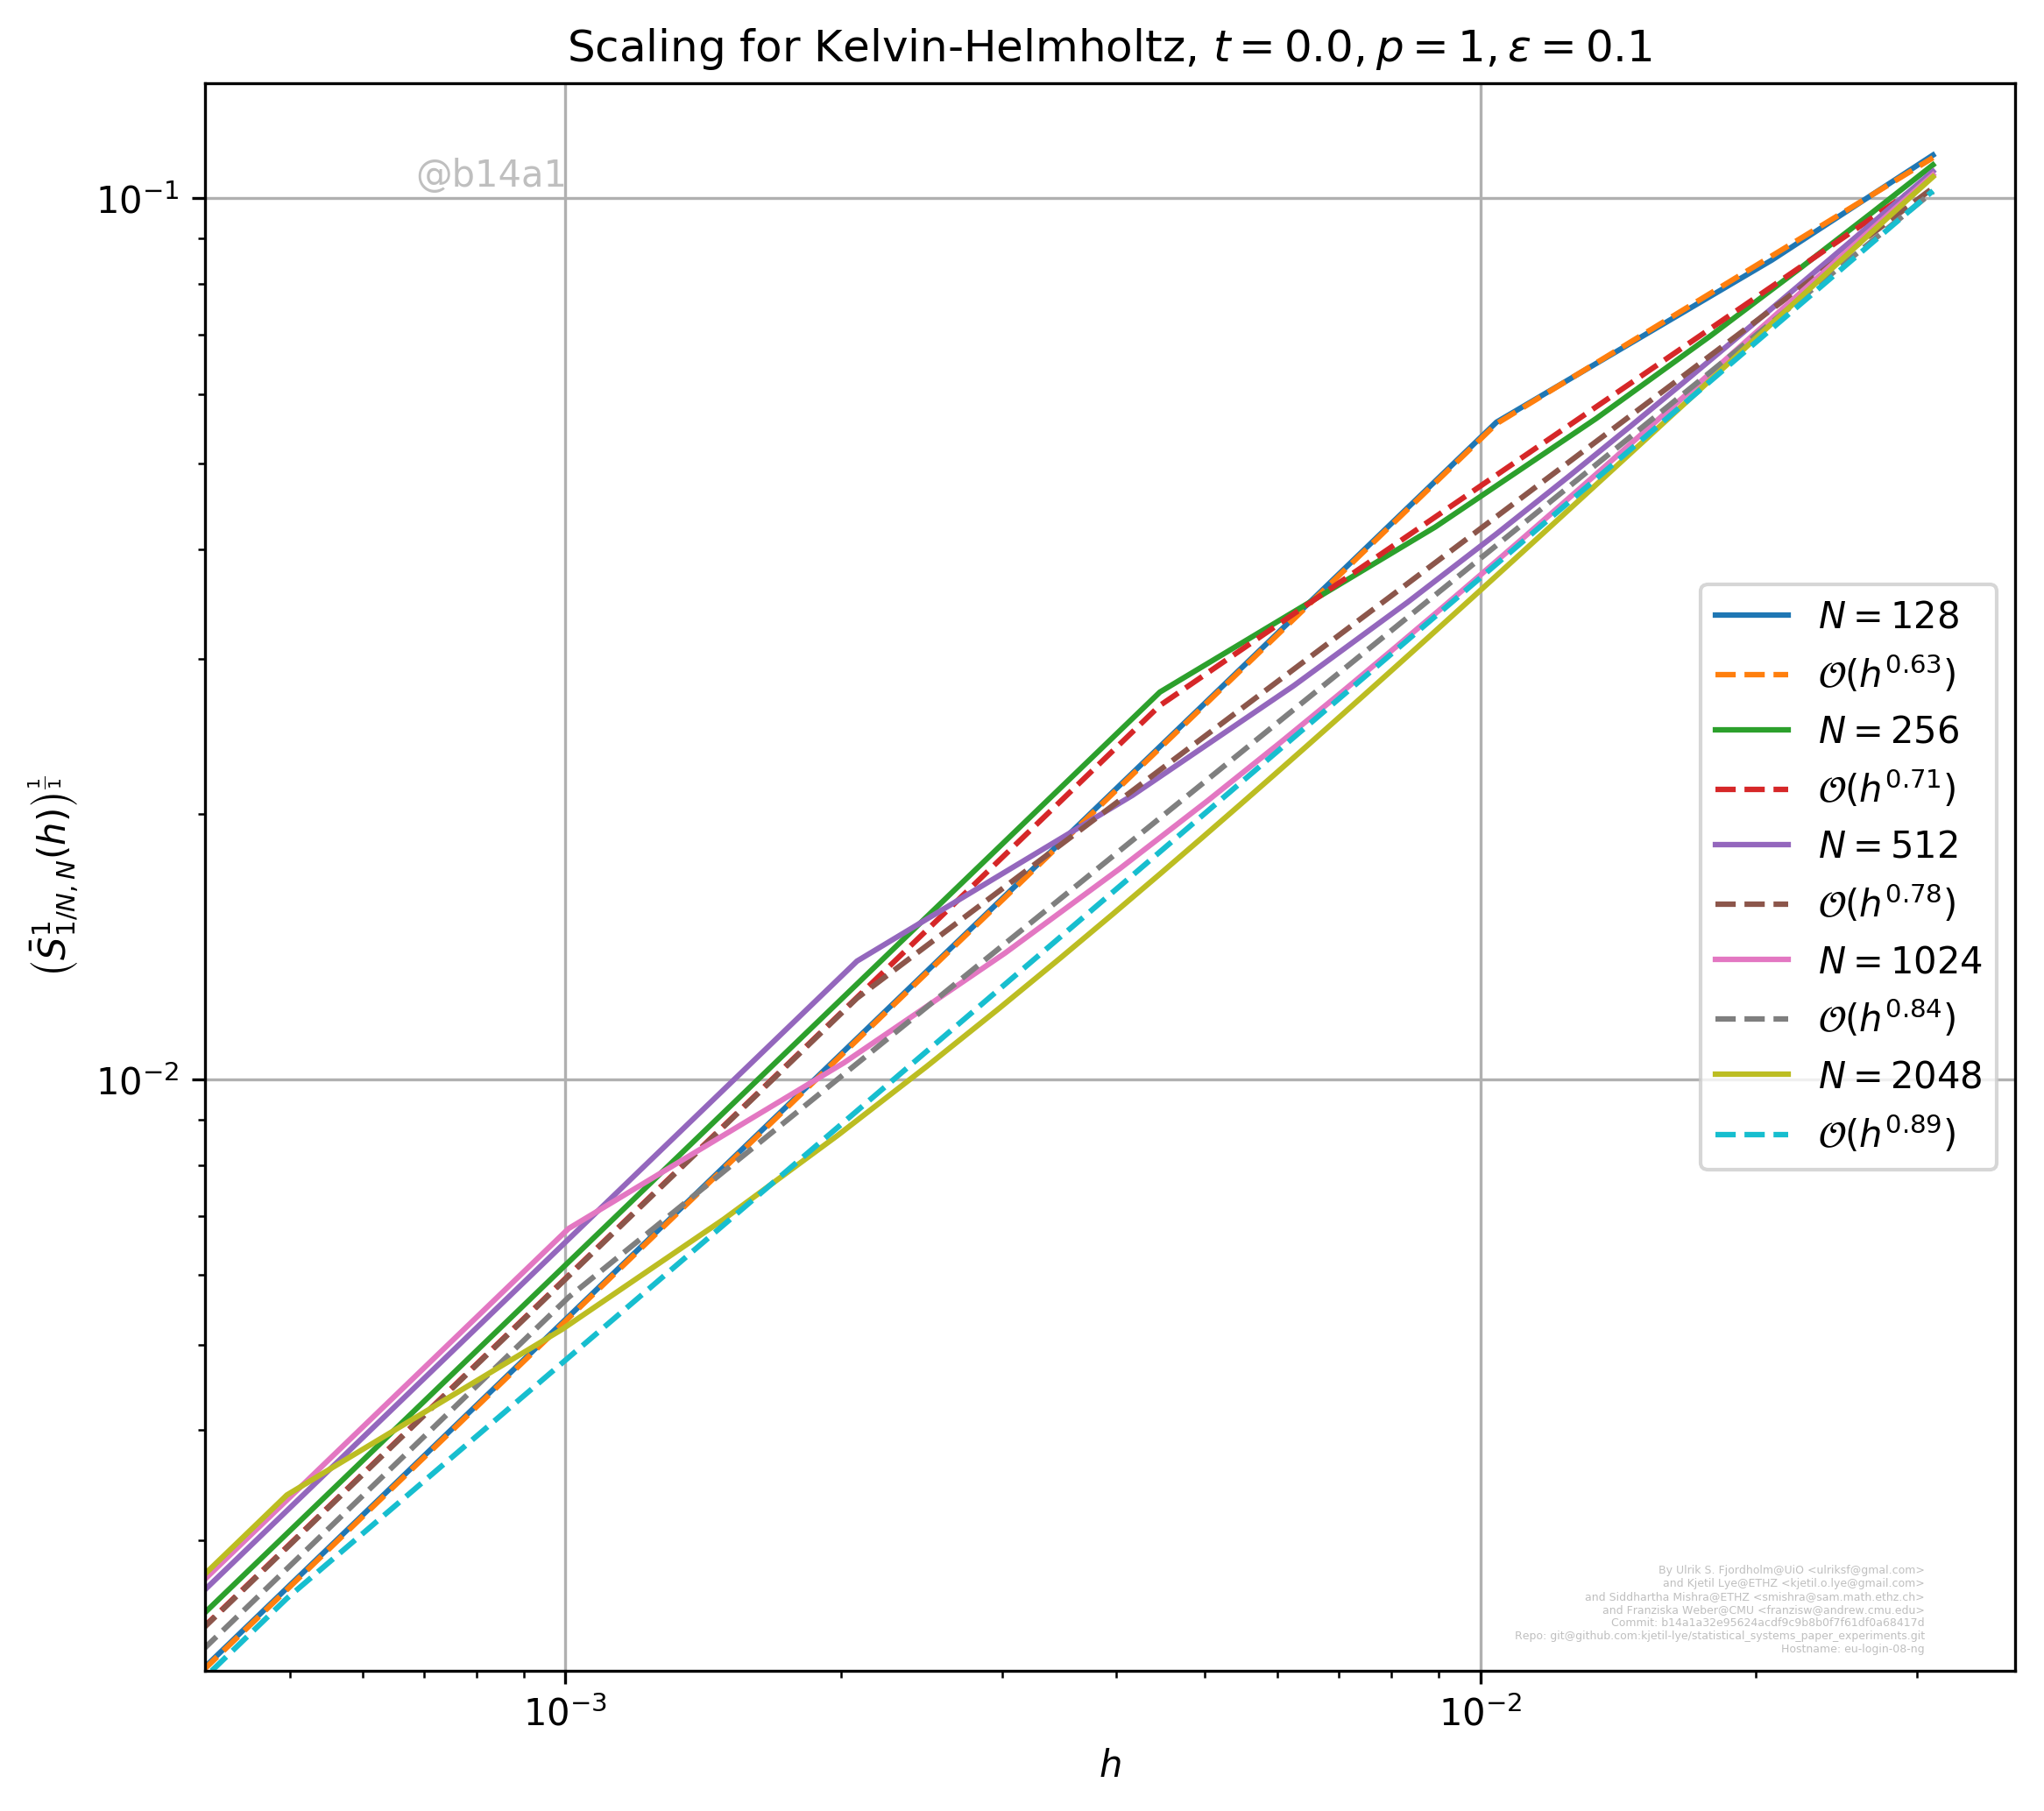 Scaling for Kelvin-Helmholtz, t = 0.0, p = 1, ε = 0.1
@b14a1
10⁻¹
10⁻²
(S̄¹₁/N,N(h))^(1/1)
N = 128
𝒪(h^0.63)
N = 256
𝒪(h^0.71)
N = 512
𝒪(h^0.78)
N = 1024
𝒪(h^0.84)
N = 2048
𝒪(h^0.89)
By Ulrik S. Fjordholm@UiO <ulriksf@gmal.com>
and Kjetil Lye@ETHZ <kjetil.o.lye@gmail.com>
and Siddhartha Mishra@ETHZ <smishra@sam.math.ethz.ch>
and Franziska Weber@CMU <franzisw@andrew.cmu.edu>
Commit: b14a1a32e95624acdf9c9b8b0f7f61df0a68417d
Repo: git@github.com:kjetil-lye/statistical_systems_paper_experiments.git
Hostname: eu-login-08-ng
10⁻³
10⁻²
h